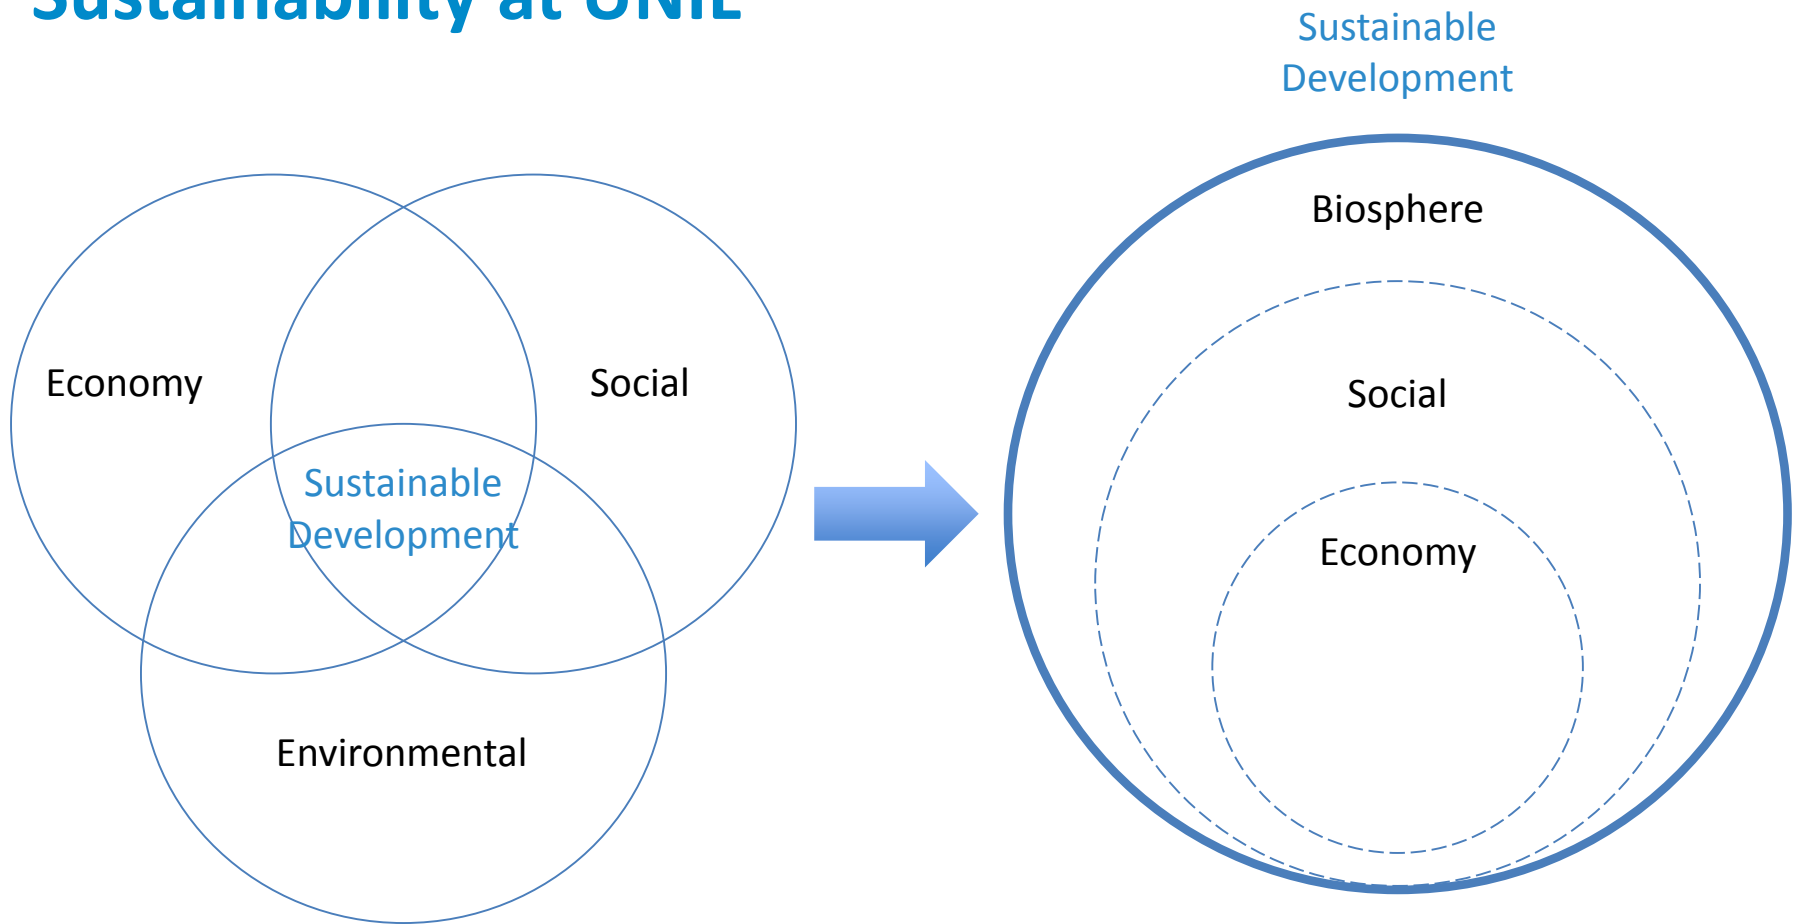 Sustainability at UNIL
Economy
Social
Sustainable
Development
Environmental
Sustainable
Development
Biosphere
Social
Economy